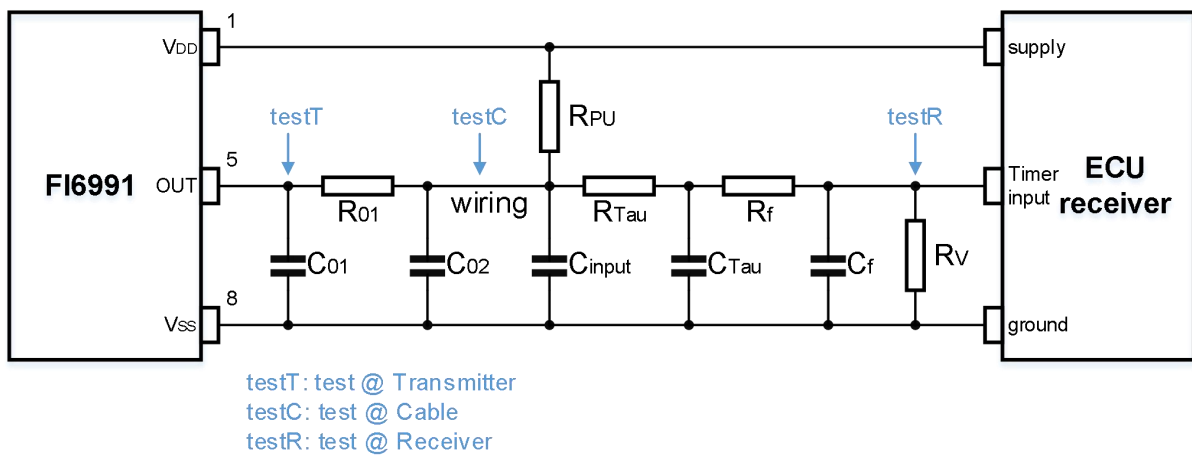 1
VDD
supply
RPU
testT
testC
testR
5
FI6991
OUT
Timer
input
ECU
receiver
R01
wiring
RTau
Rf
C01
C02
Cinput
CTau
Cf
RV
8
VSS
ground
testT: test @ Transmitter
testC: test @ Cable
testR: test @ Receiver